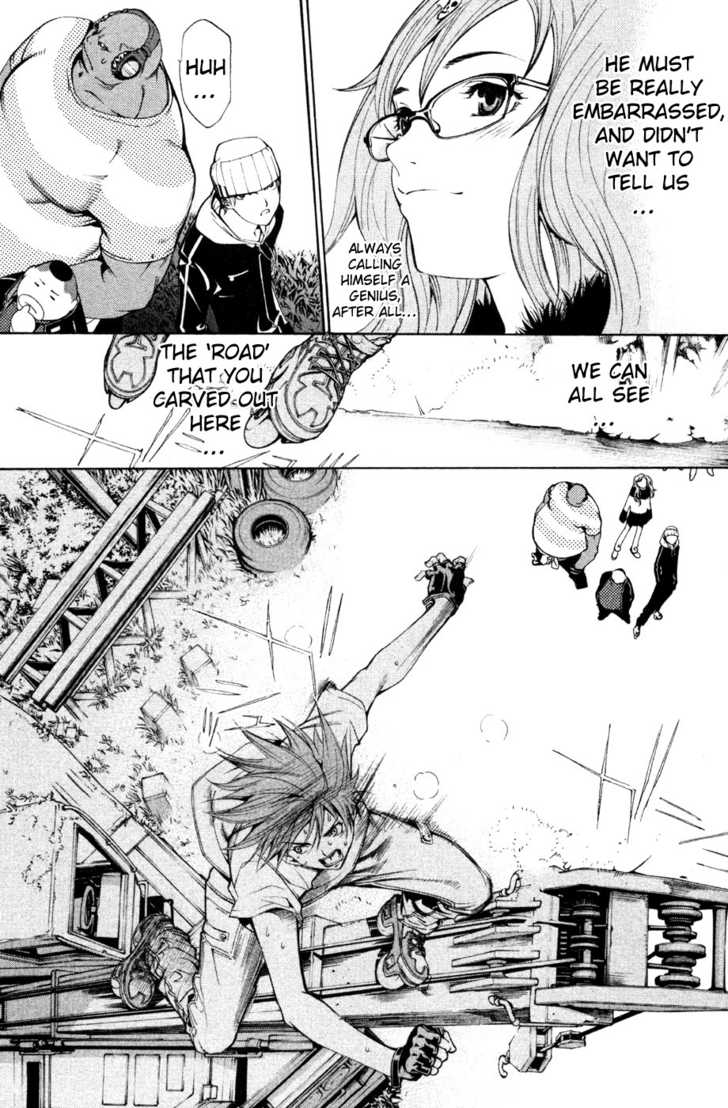 HE MUST
BE REALLY
EMBARRASSED,
AND DIDN'T
WANT TO
TELL US
...
ALWAYS
CALLING
HIMSELF A
GENIUS,
AFTER ALL...
HUH
...
WE CAN
ALL SEE
...
THE 'ROAD'
THAT YOU
CARVED OUT
HERE
...